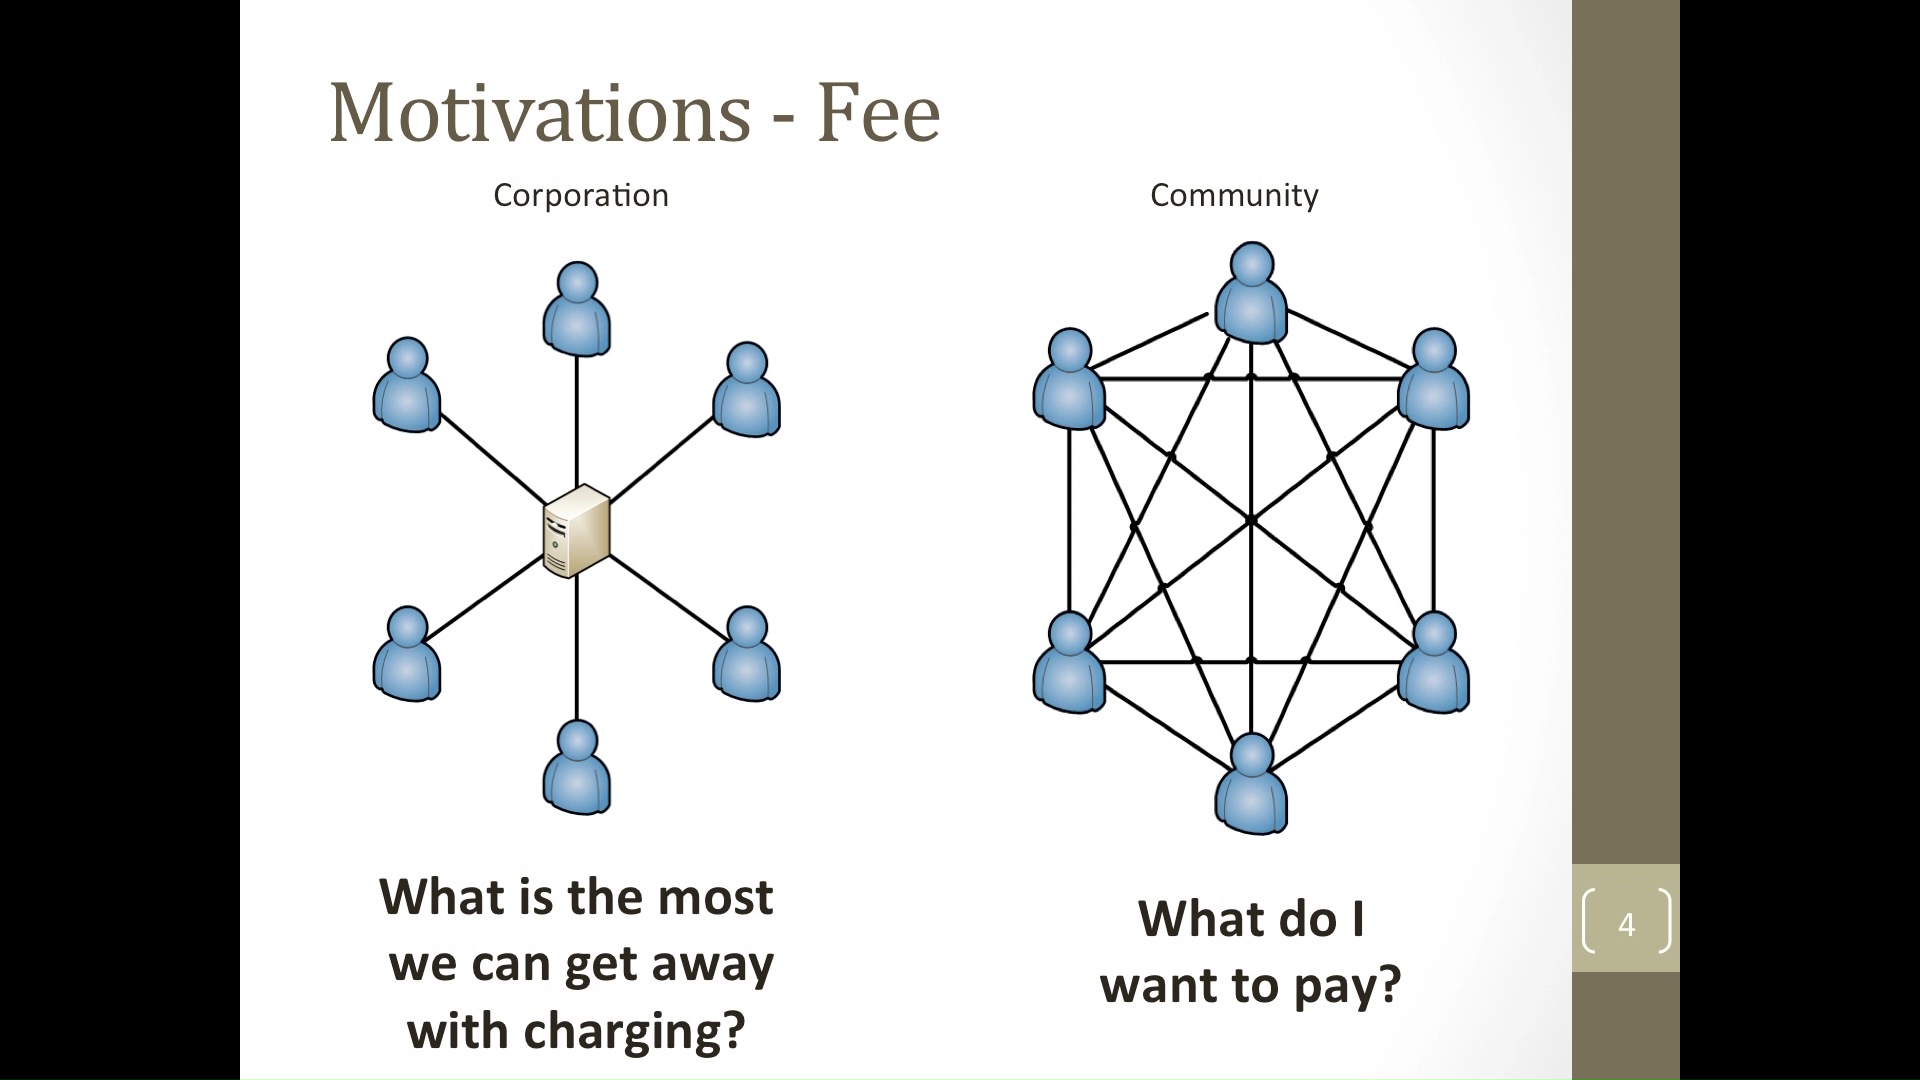 Motivations - Fee
Corporation
Community
What is the most
we can get away
with charging?
What do I
want to pay?
4